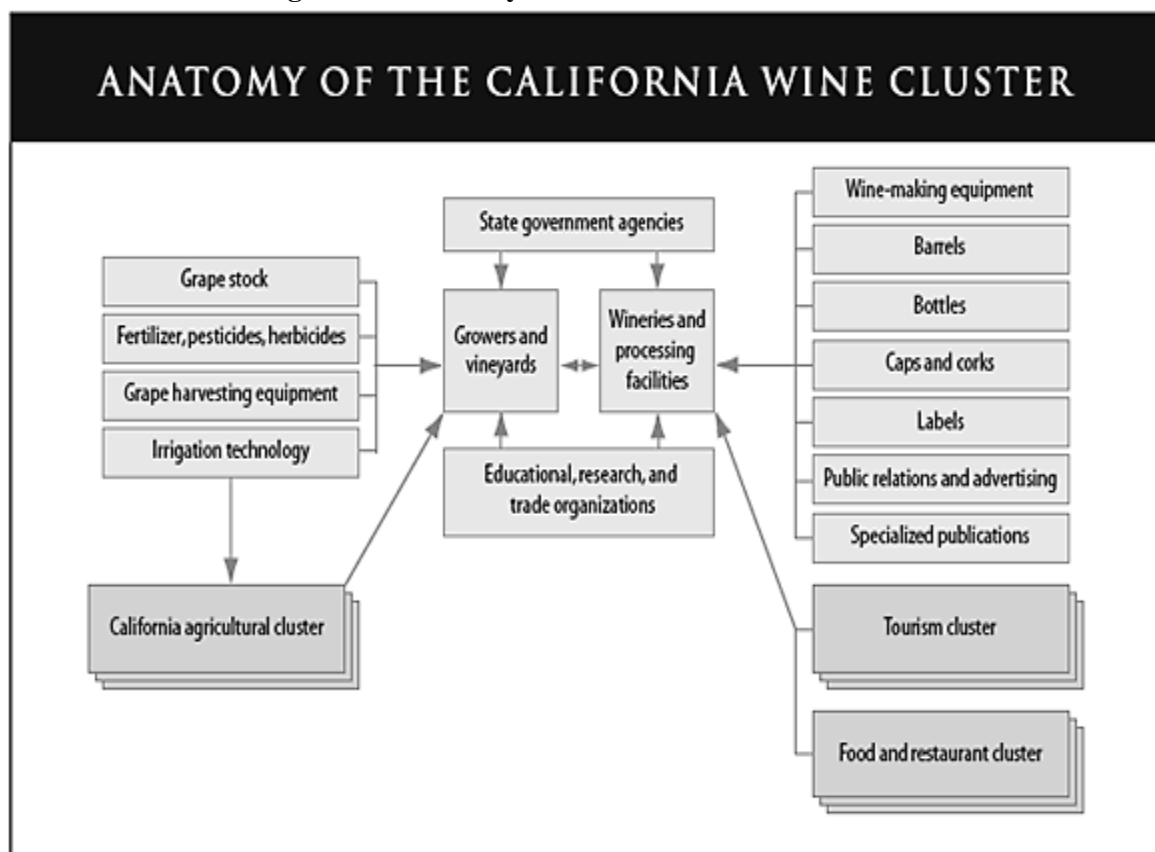 ANATOMY OF THE CALIFORNIA WINE CLUSTER
State government agencies
Grape stock
Fertilizer, pesticides, herbicides
Grape harvesting equipment
Irrigation technology
Growers and
vineyards
Wineries and
processing
facilities
Educational, research, and
trade organizations
Wine-making equipment
Barrels
Bottles
Caps and corks
Labels
Public relations and advertising
Specialized publications
California agricultural cluster
Tourism cluster
Food and restaurant cluster